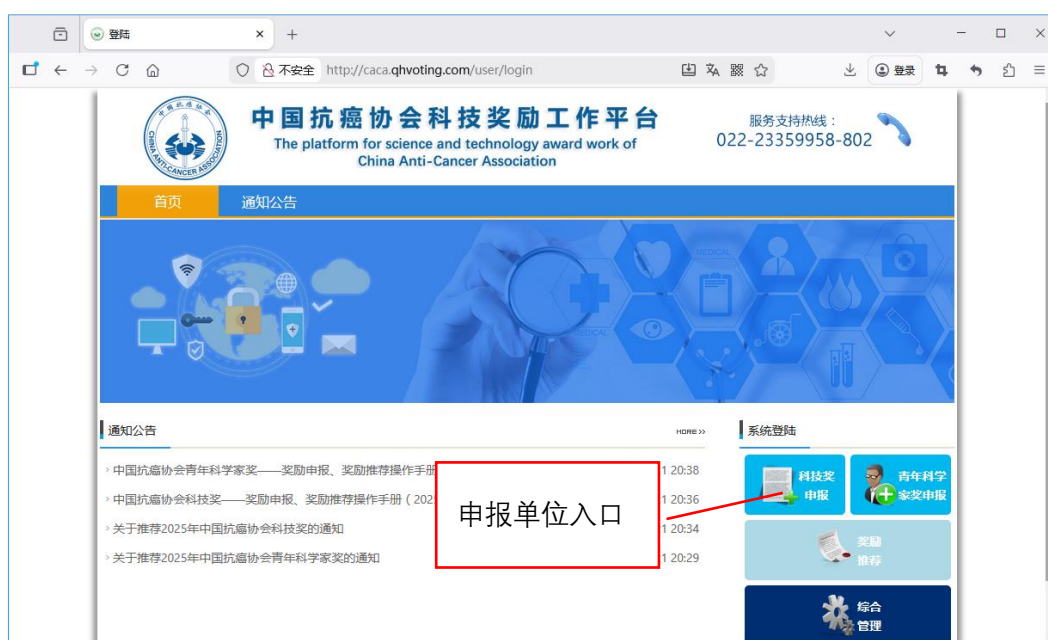 登陆
不安全 http://caca.qhvoting.com/user/login
登录
CHINA ANTI-CANCER ASSOCIATION
中国抗癌协会科技奖励工作平台
The platform for science and technology award work of
China Anti-Cancer Association
服务支持热线：
022-23359958-802
首页 通知公告
MEDICAL
MEDICAL
通知公告
HOME >>
系统登陆
中国抗癌协会青年科学家奖——奖励申报、奖励推荐操作手册
1 20:38
中国抗癌协会科技奖——奖励申报、奖励推荐操作手册（202
1 20:36
关于推荐2025年中国抗癌协会科技奖的通知
1 20:34
关于推荐2025年中国抗癌协会青年科学家奖的通知
1 20:29
申报单位入口
科技奖
申报
青年科学
家奖申报
奖励
推荐
综合
管理